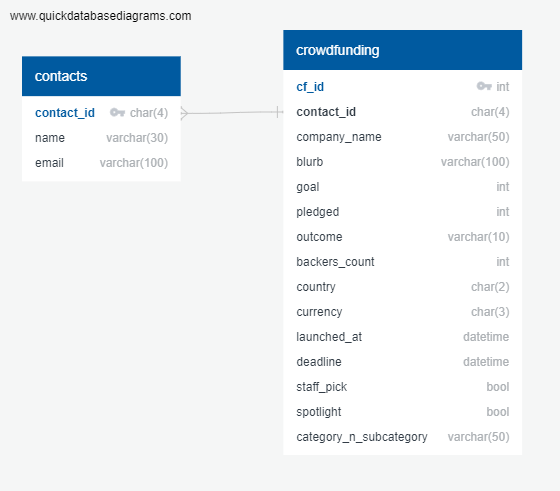 www.quickdatabasediagrams.com
contacts
contact_id char(4)
name varchar(30)
email varchar(100)
crowdfunding
cf_id int
contact_id char(4)
company_name varchar(50)
blurb varchar(100)
goal int
pledged int
outcome varchar(10)
backers_count int
country char(2)
currency char(3)
launched_at datetime
deadline datetime
staff_pick bool
spotlight bool
category_n_subcategory varchar(50)